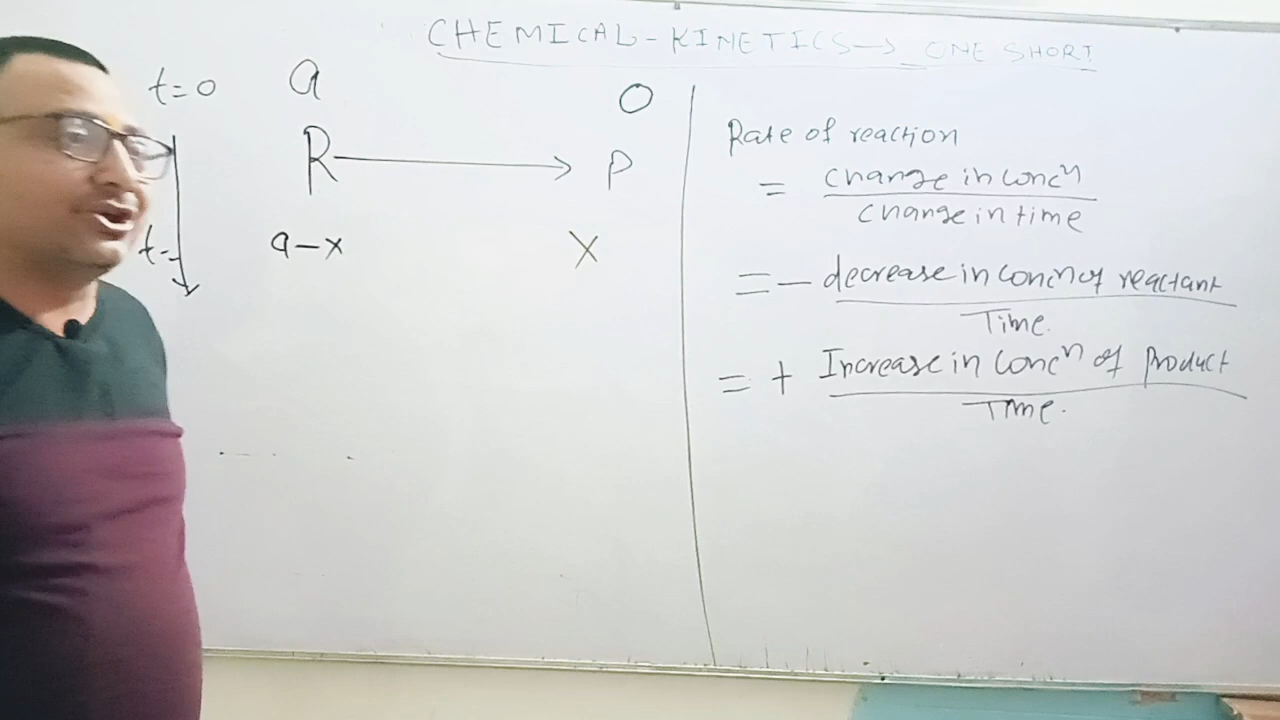 CHEMICAL-KINETICS→ ONE SHORT
t=0 a O
R → P
t= a-x x
Rate of reaction
= change in concⁿ
change in time
= - decrease in concⁿ of reactant
Time.
= + Increase in concⁿ of Product
Time.